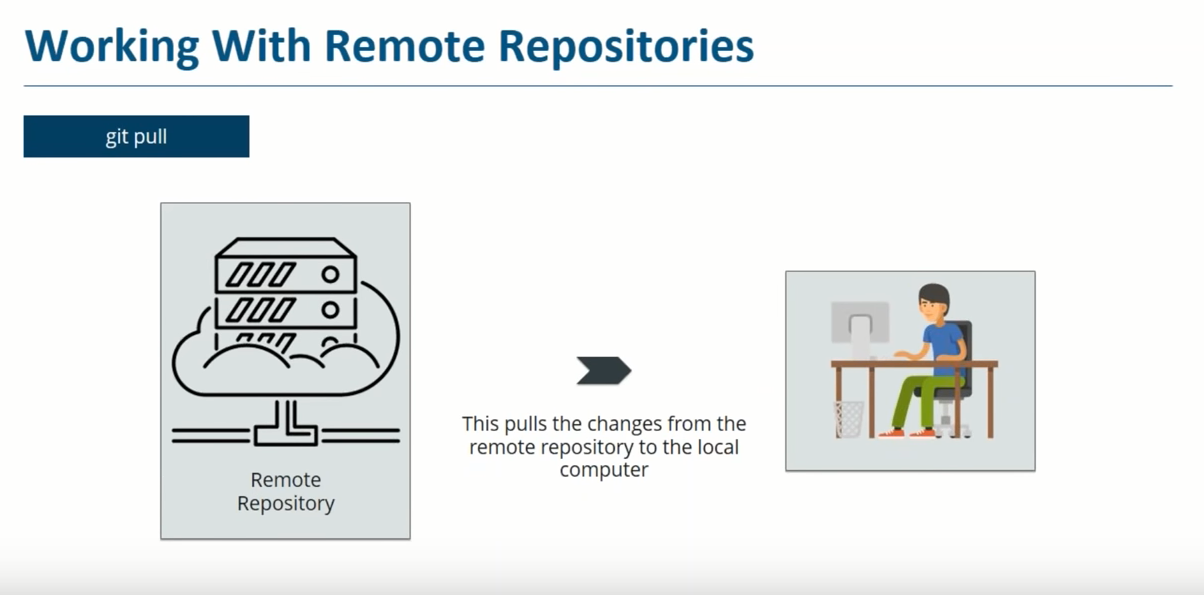 Working With Remote Repositories
git pull
Remote
Repository
This pulls the changes from the
remote repository to the local
computer